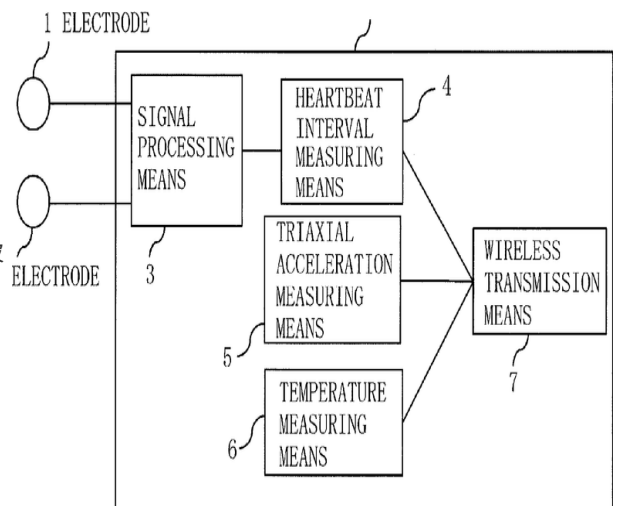 1 ELECTRODE
SIGNAL
PROCESSING
MEANS
3
HEARTBEAT
INTERVAL
MEASURING
MEANS
4
ELECTRODE
TRIAXIAL
ACCELERATION
MEASURING
MEANS
5
WIRELESS
TRANSMISSION
MEANS
7
TEMPERATURE
MEASURING
MEANS
6